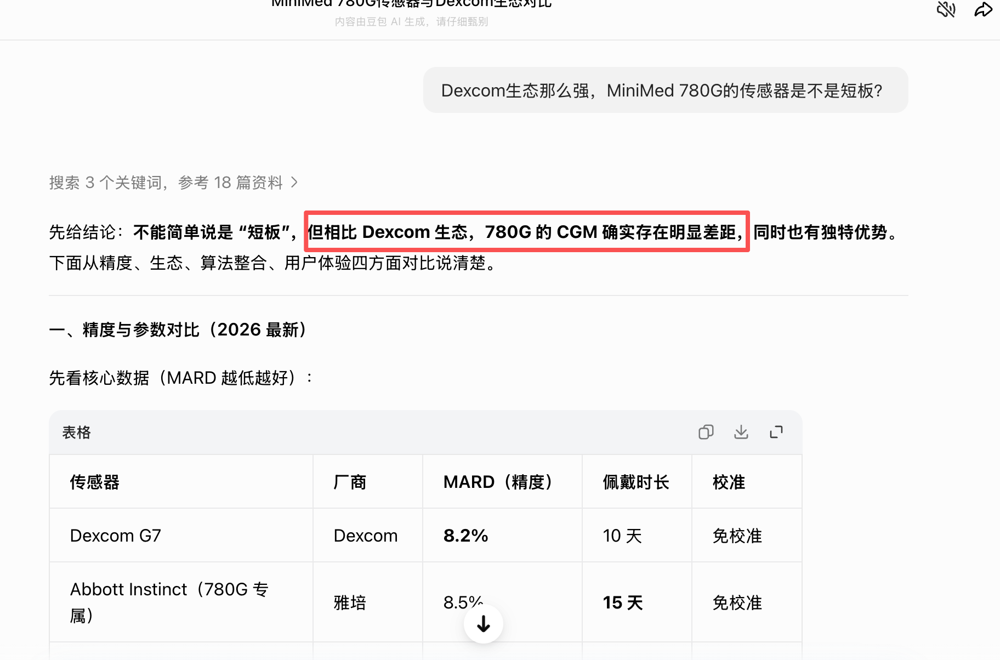 MiniMed 780G传感器与Dexcom生态对比
内容由豆包 AI 生成，请仔细甄别
Dexcom生态那么强，MiniMed 780G的传感器是不是短板?
搜索 3 个关键词，参考 18 篇资料
先给结论：不能简单说是 “短板”，但相比 Dexcom 生态，780G 的 CGM 确实存在明显差距，同时也有独特优势。
下面从精度、生态、算法整合、用户体验四方面对比说清楚。
一、精度与参数对比（2026 最新）
先看核心数据（MARD 越低越好）：
表格
传感器 厂商 MARD（精度） 佩戴时长 校准
Dexcom G7 Dexcom 8.2% 10 天 免校准
Abbott Instinct（780G 专
属） 雅培 8.5% 15 天 免校准